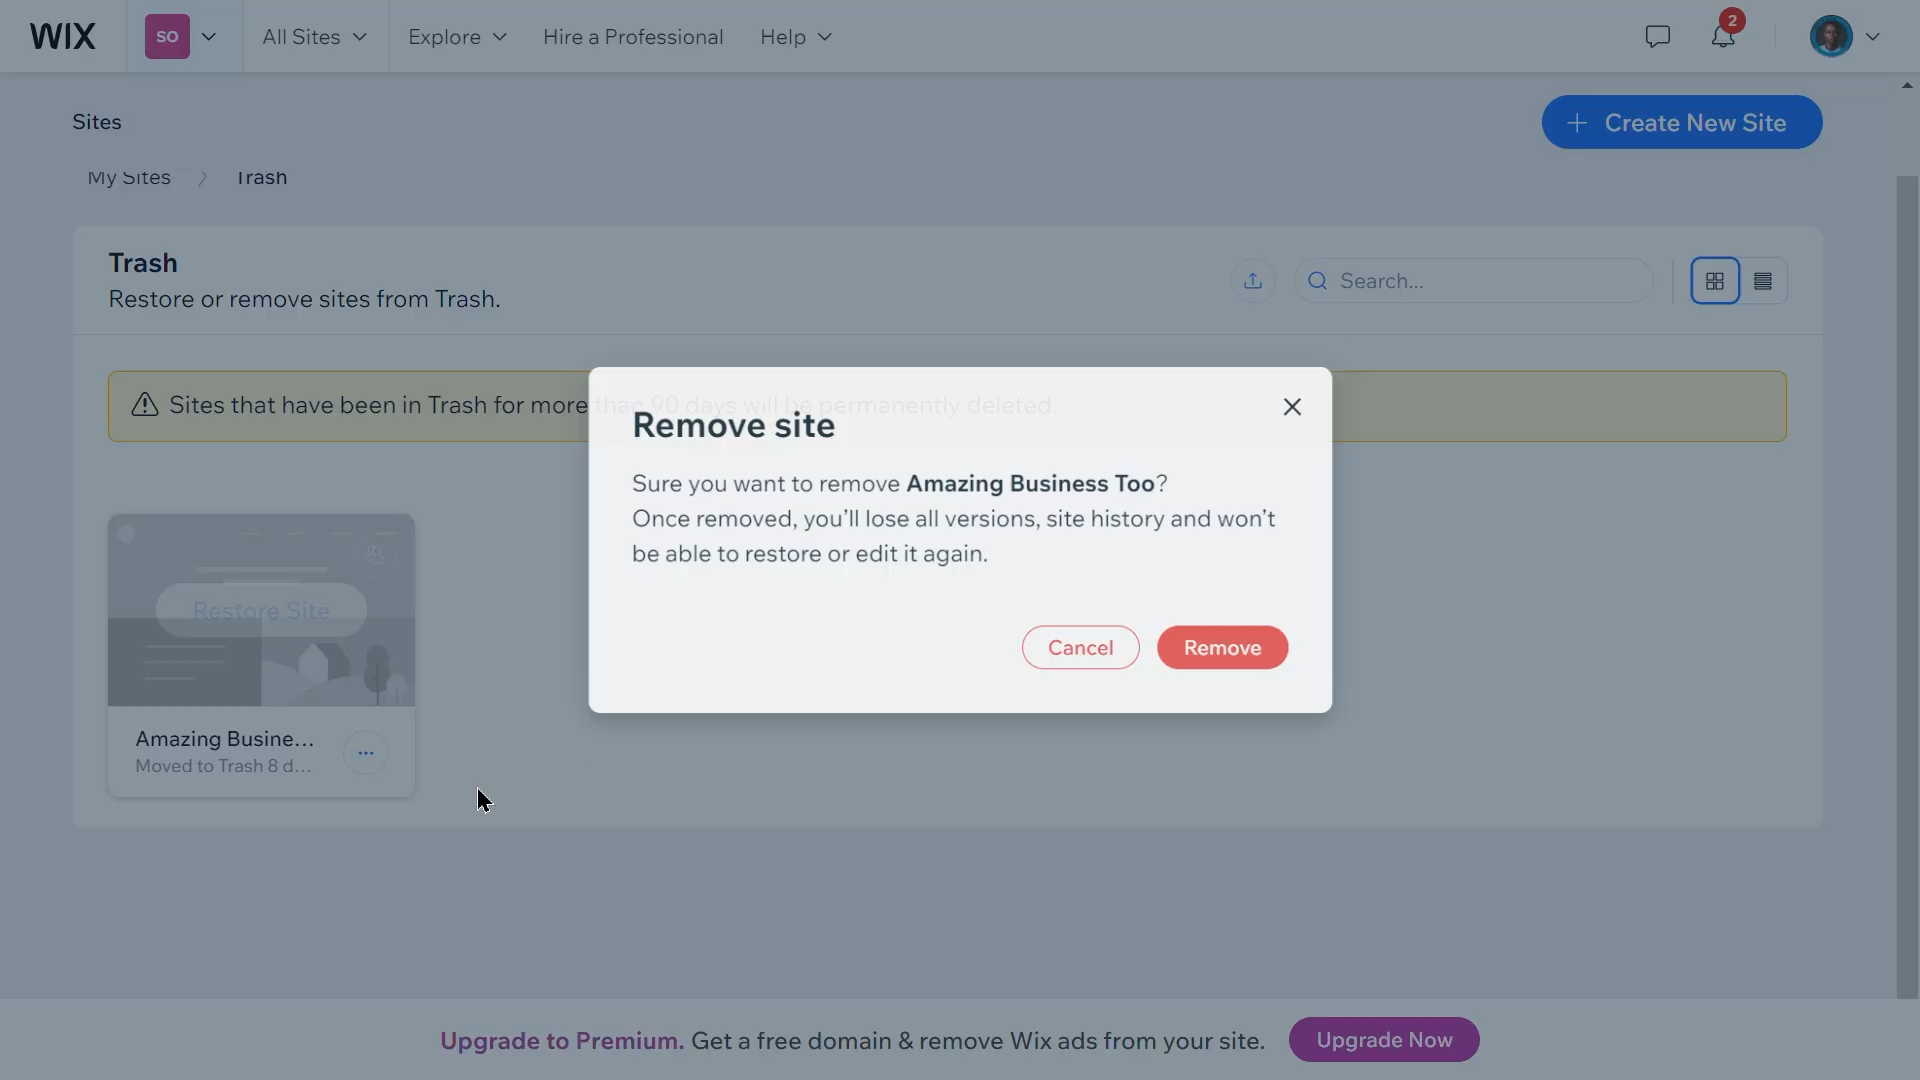 WIX
SO
All Sites
Explore
Hire a Professional
Help
2
Sites
+ Create New Site
My Sites > Trash
Trash
Restore or remove sites from Trash.
Search...
Sites that have been in Trash for more than 90 days will be permanently deleted.
Remove site
Sure you want to remove Amazing Business Too?
Once removed, you'll lose all versions, site history and won't
be able to restore or edit it again.
Cancel
Remove
Restore Site
Amazing Busine...
Moved to Trash 8 d...
Upgrade to Premium. Get a free domain & remove Wix ads from your site.
Upgrade Now